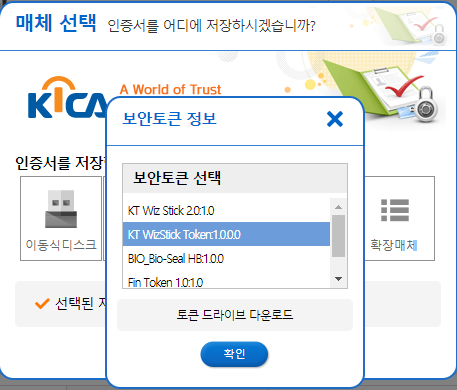 매체 선택 인증서를 어디에 저장하시겠습니까?
KICA A World of Trust
보안토큰 정보
인증서를 저장할
보안토큰 선택
KT Wiz Stick 2.0:1.0
KT WizStick Token:1.0.0.0
BIO_Bio-Seal HB:1.0.0
Fin Token 1.0:1.0
이동식디스크
확장매체
선택된 저
토큰 드라이브 다운로드
확인